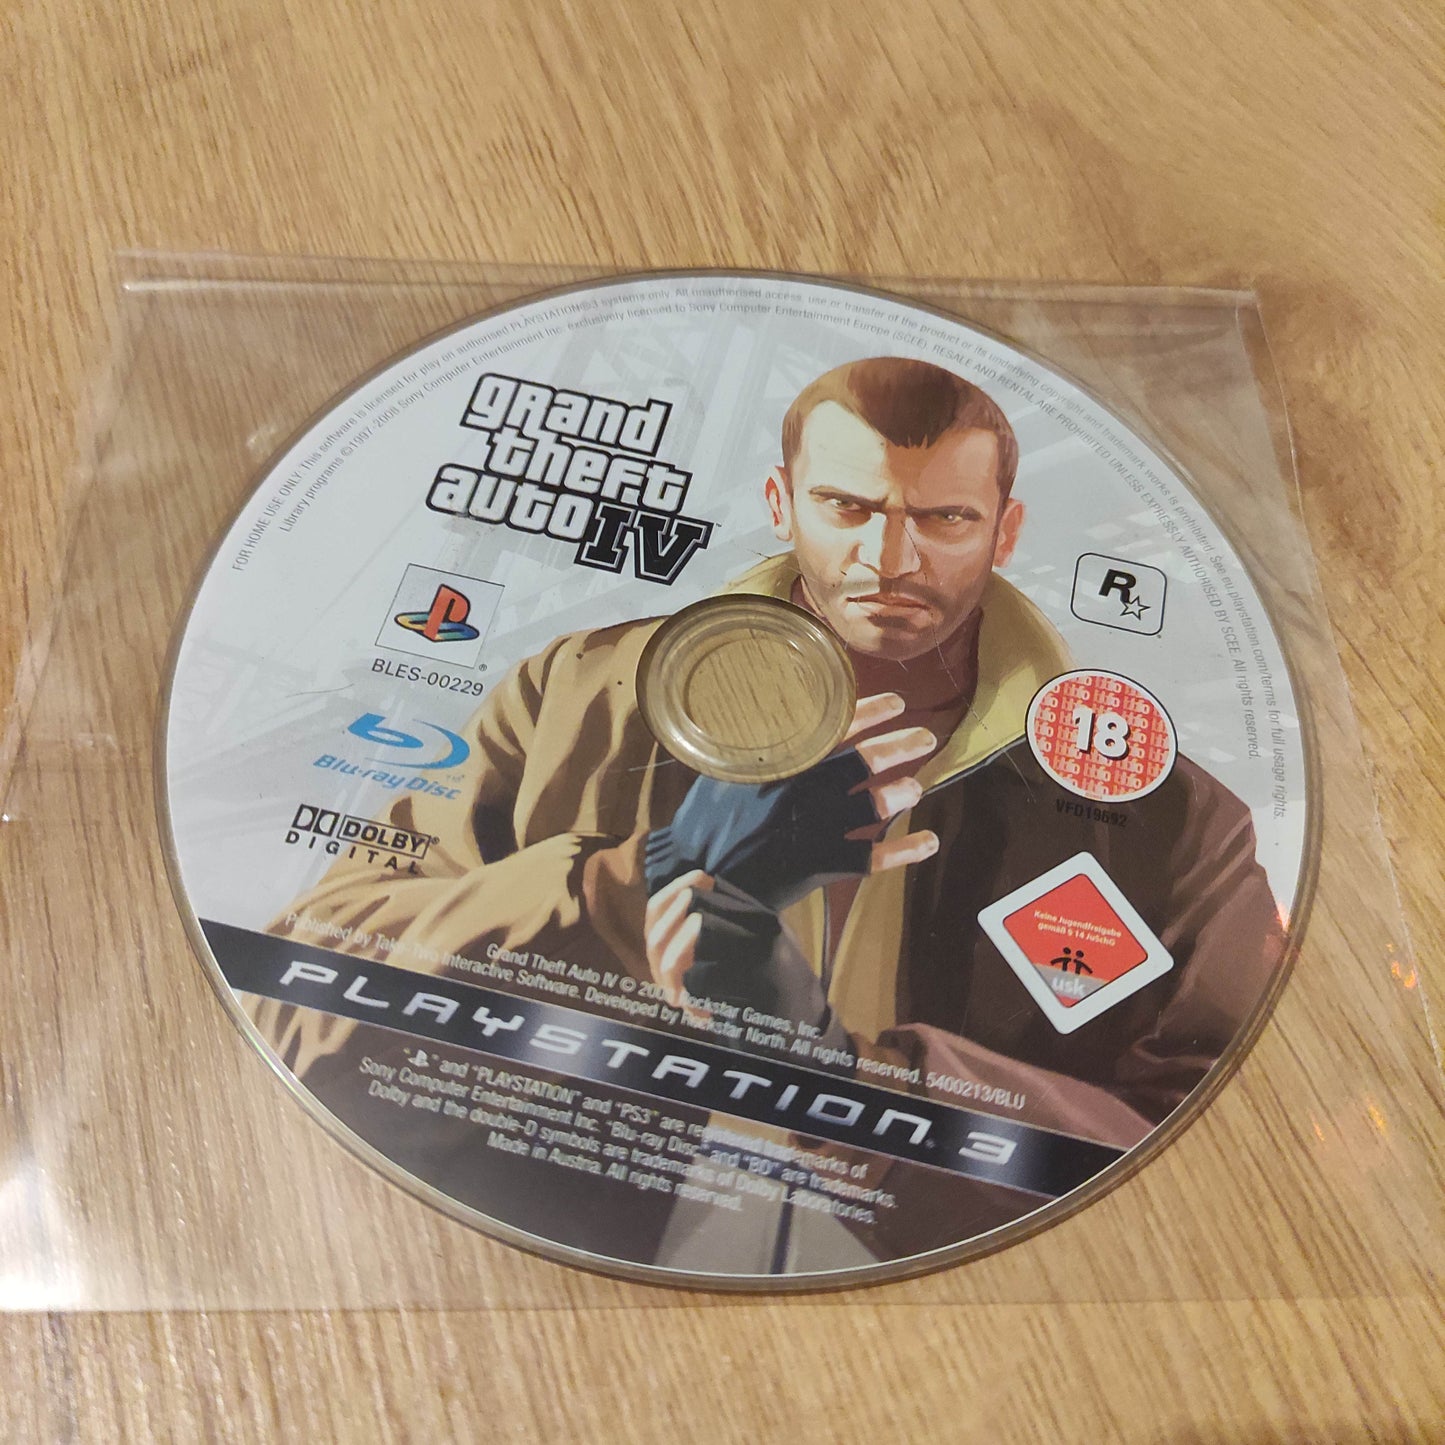 FOR HOME USE ONLY. This software is licensed for play on authorised PLAYSTATION®3 systems only. All unauthorised access, use or transfer of the product or its underlying copyright and trademark works is prohibited. See eu.playstation.com/terms for full usage rights.
Library programs ©1997-2008 Sony Computer Entertainment Inc. exclusively licensed to Sony Computer Entertainment Europe (SCEE). RESALE AND RENTAL ARE PROHIBITED UNLESS EXPRESSLY AUTHORISED BY SCEE. All rights reserved.
grand
theft
auto IV™
R
BLES-00229
Blu-ray Disc™
DOLBY®
DIGITAL
18
VFD19692
Keine Jugendfreigabe
gemäß § 14 JuSchG
usk
Grand Theft Auto IV © 2008 Rockstar Games, Inc.
Published by Take-Two Interactive Software. Developed by Rockstar North. All rights reserved. 5400213/BLU
PLAYSTATION®3
and "PLAYSTATION" and "PS3" are registered trademarks of
Sony Computer Entertainment Inc. "Blu-ray Disc" and "BD" are trademarks.
Dolby and the double-D symbols are trademarks of Dolby Laboratories.
Made in Austria. All rights reserved.